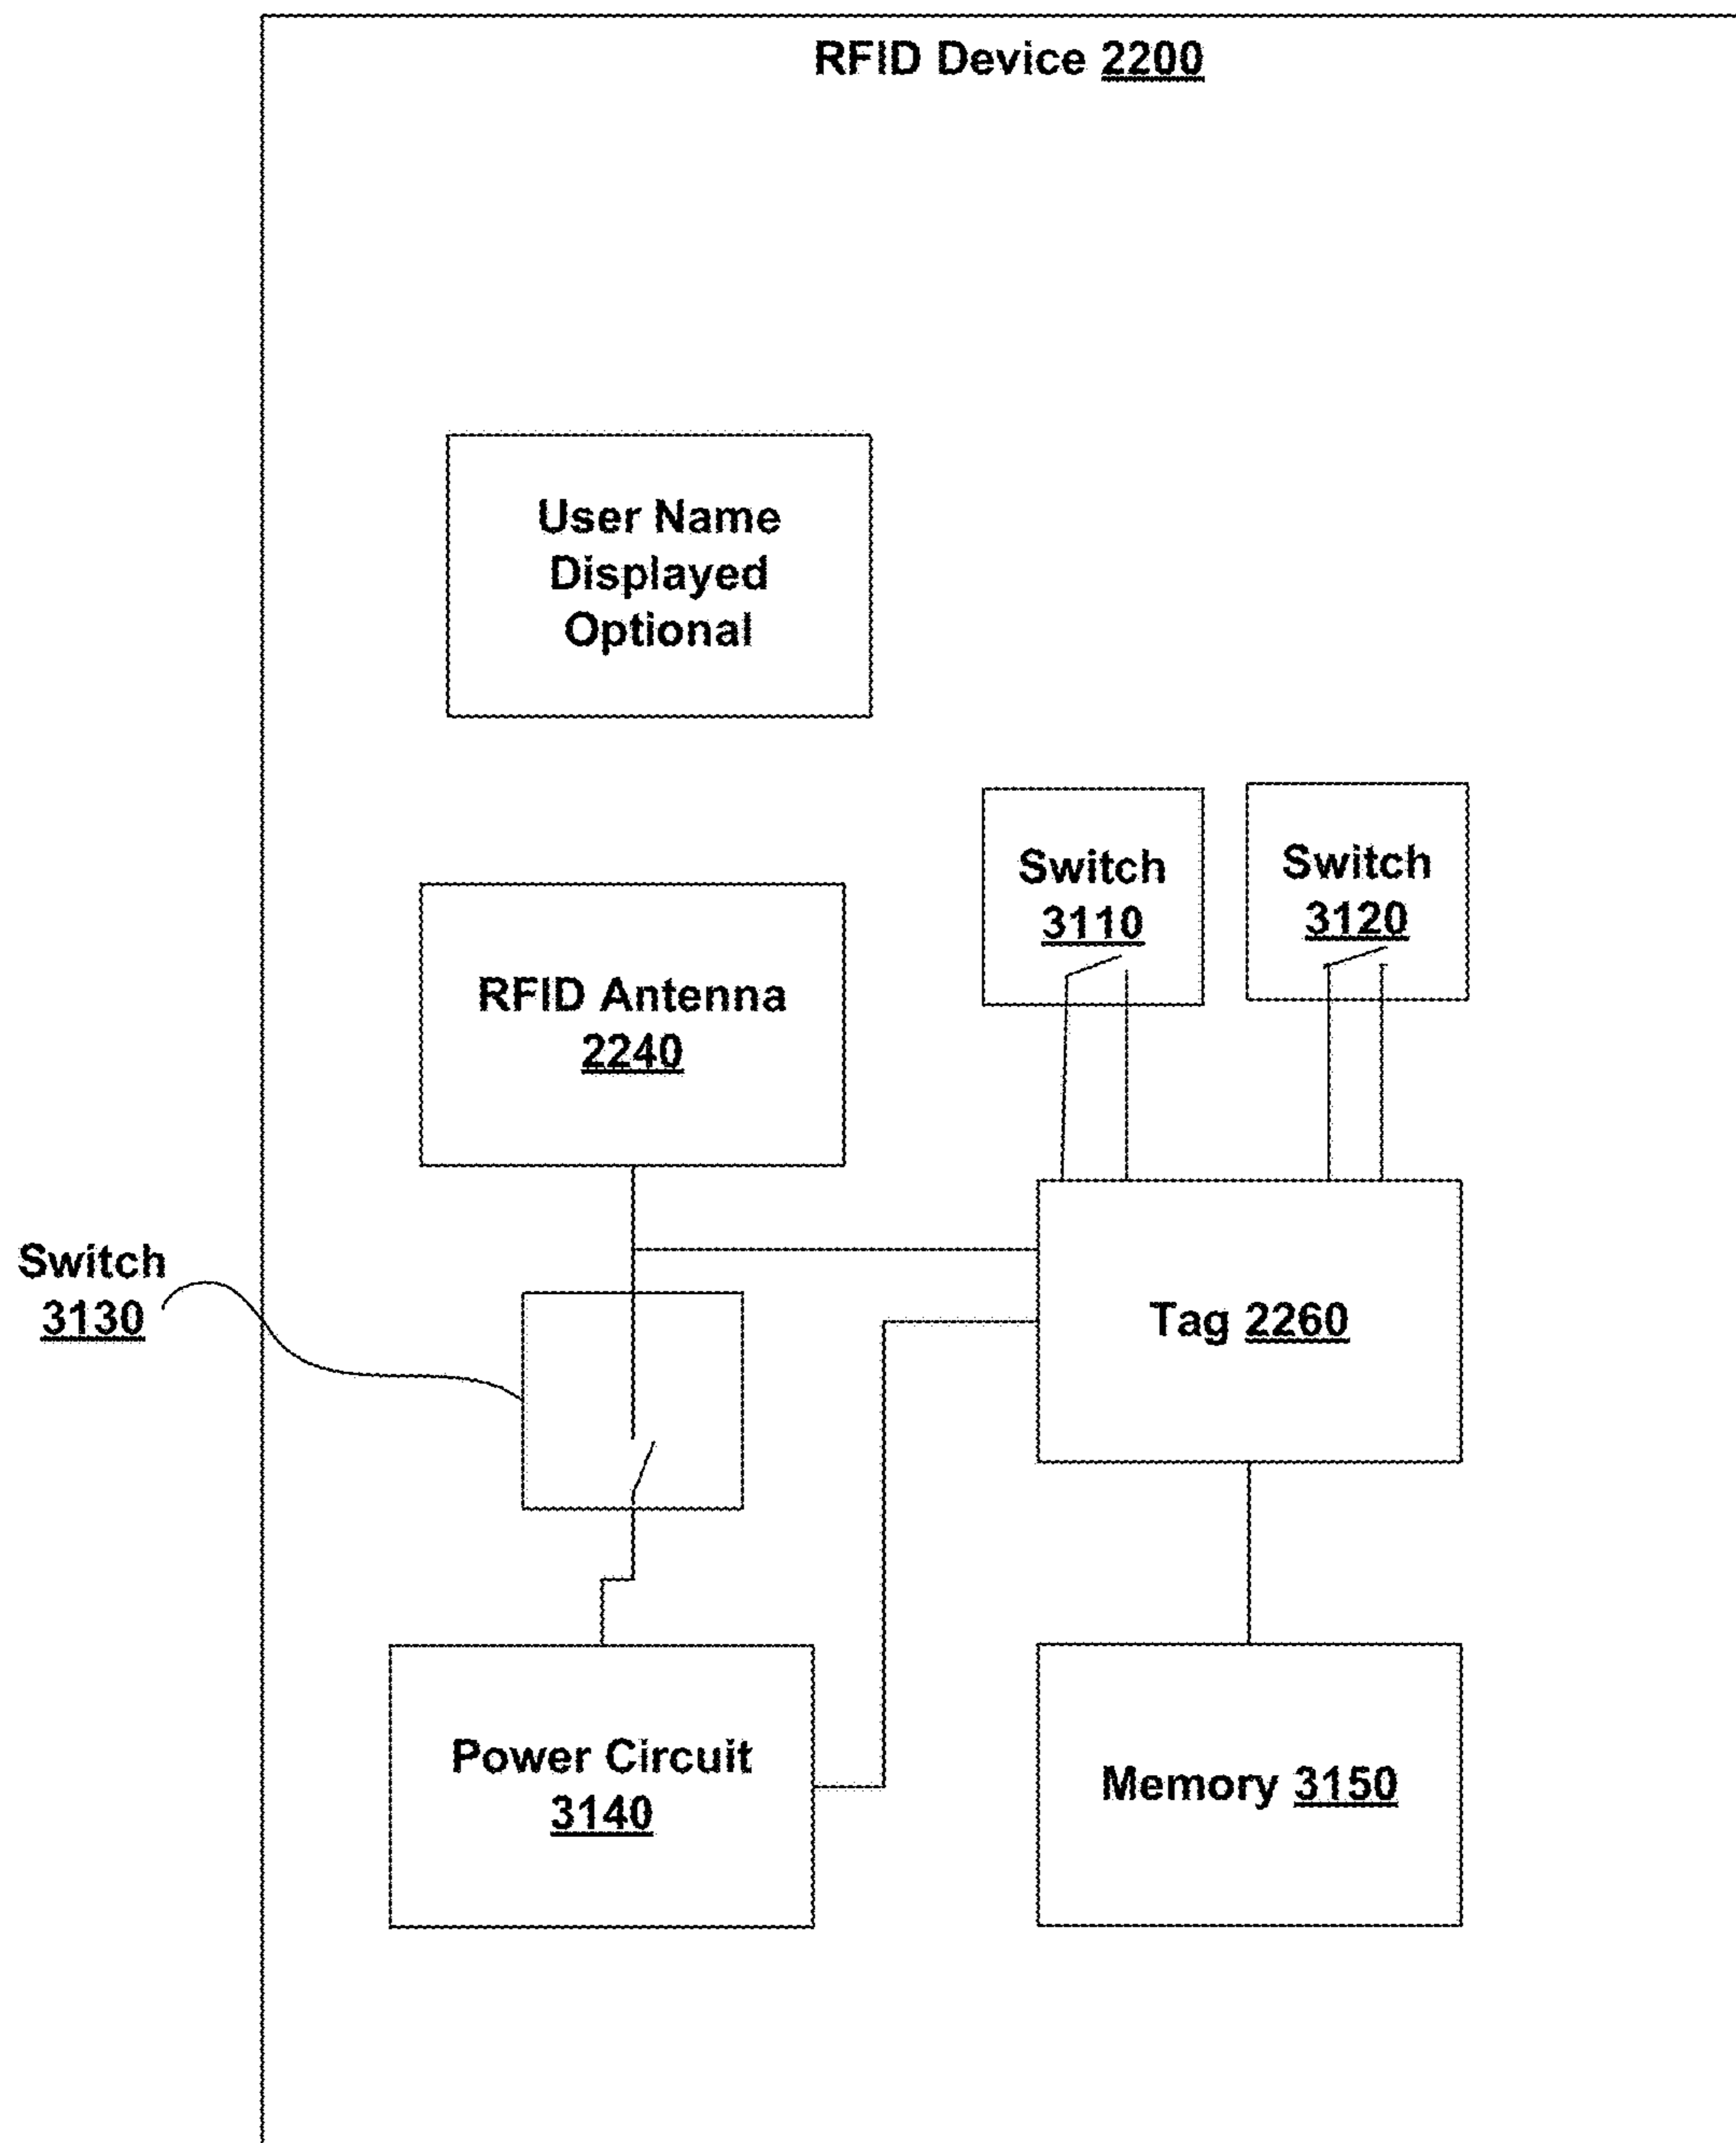 RFID Device 2200
User Name
Displayed
Optional
Switch
3110
Switch
3120
RFID Antenna
2240
Switch
3130
Tag 2260
Power Circuit
3140
Memory 3150